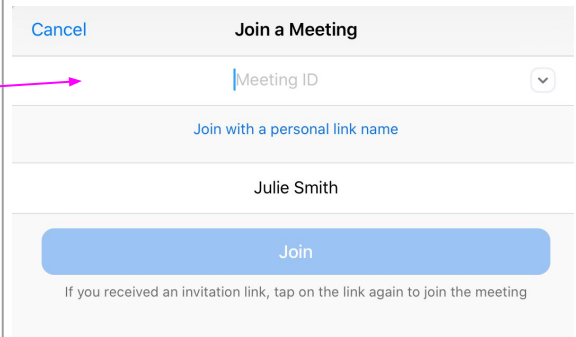 Cancel Join a Meeting
Meeting ID
Join with a personal link name
Julie Smith
Join
If you received an invitation link, tap on the link again to join the meeting